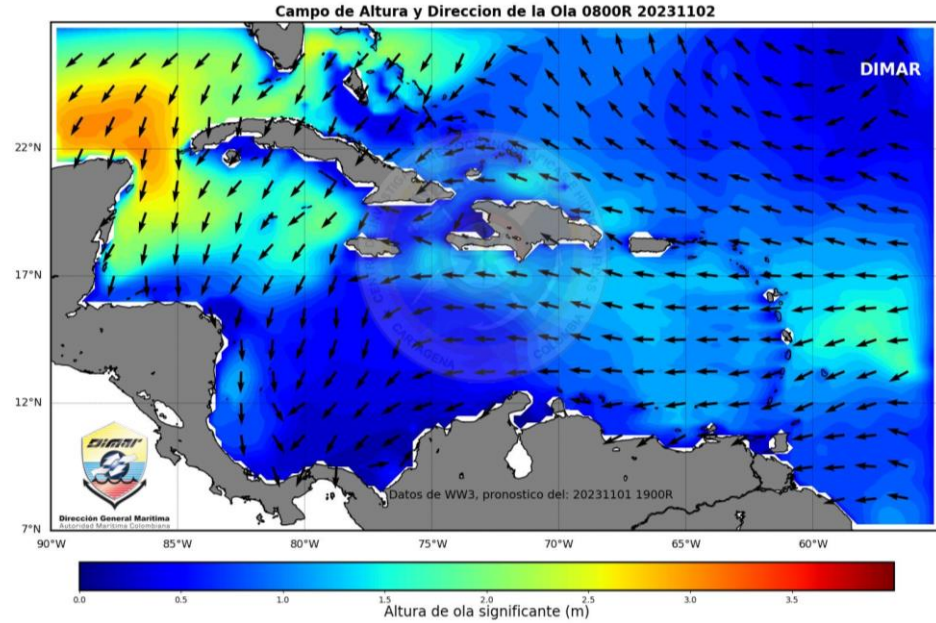 Campo de Altura y Direccion de la Ola 0800R 20231102
DIMAR
22°N
17°N
12°N
7°N
DIMAR
Dirección General Marítima
Autoridad Marítima Colombiana
CARTAGENA
COLOMBIA
Datos de WW3, pronostico del: 20231101 1900R
90°W 85°W 80°W 75°W 70°W 65°W 60°W
0.0 0.5 1.0 1.5 2.0 2.5 3.0 3.5
Altura de ola significante (m)